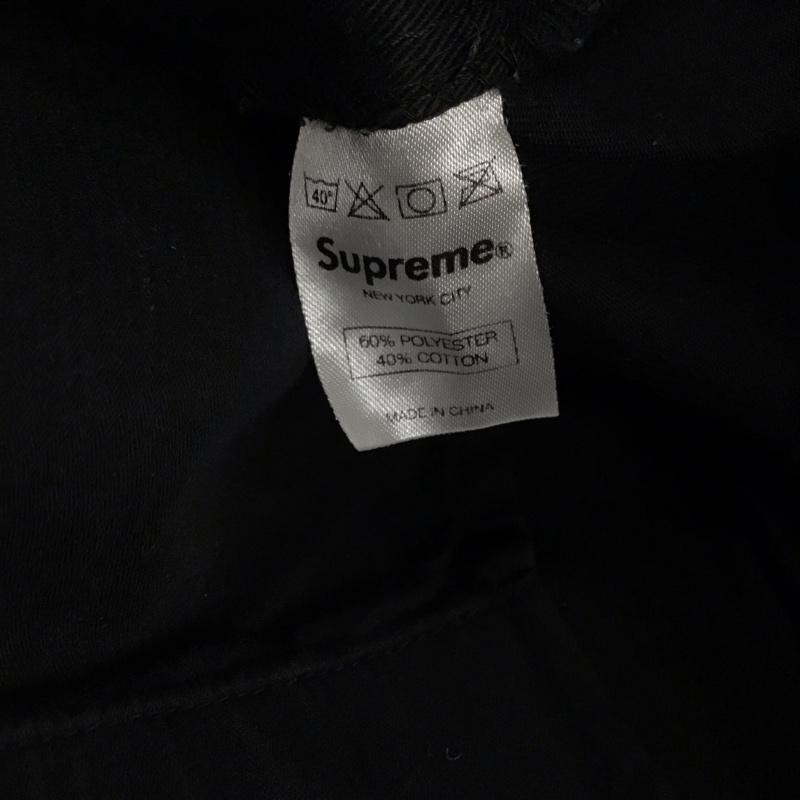 40°
Supreme®
NEW YORK CITY
60% POLYESTER
40% COTTON
MADE IN CHINA